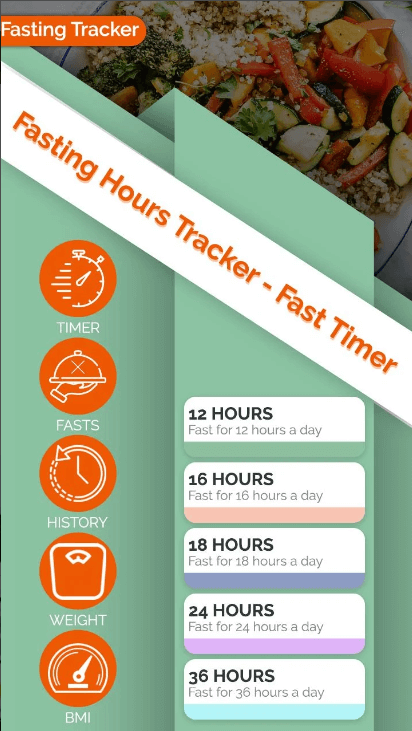 Fasting Tracker
Fasting Hours Tracker - Fast Timer
TIMER
FASTS
HISTORY
WEIGHT
BMI
12 HOURS
Fast for 12 hours a day
16 HOURS
Fast for 16 hours a day
18 HOURS
Fast for 18 hours a day
24 HOURS
Fast for 24 hours a day
36 HOURS
Fast for 36 hours a day